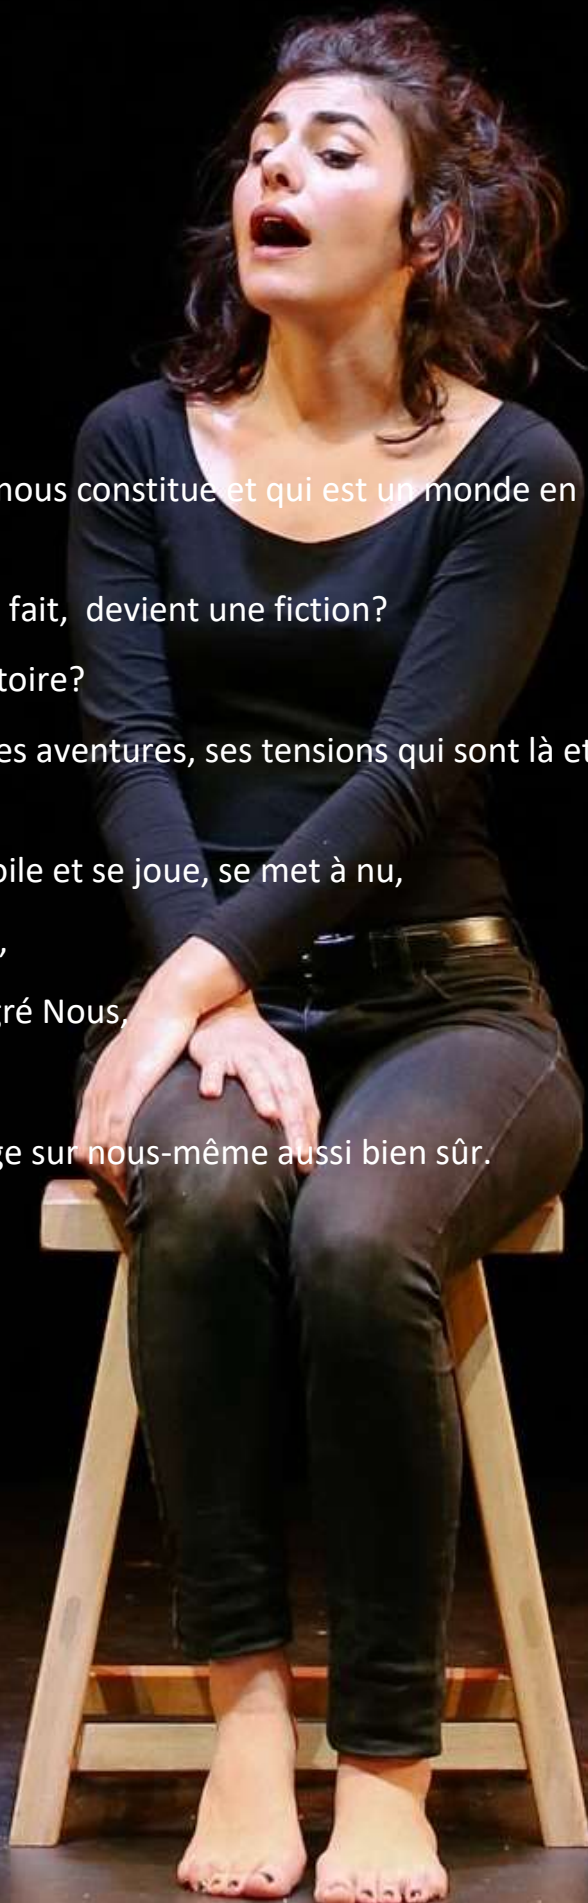 nous constitue et qui est un monde en
fait, devient une fiction?
toire?
es aventures, ses tensions qui sont là et
oile et se joue, se met à nu,
,
gré Nous,
ge sur nous-même aussi bien sûr.